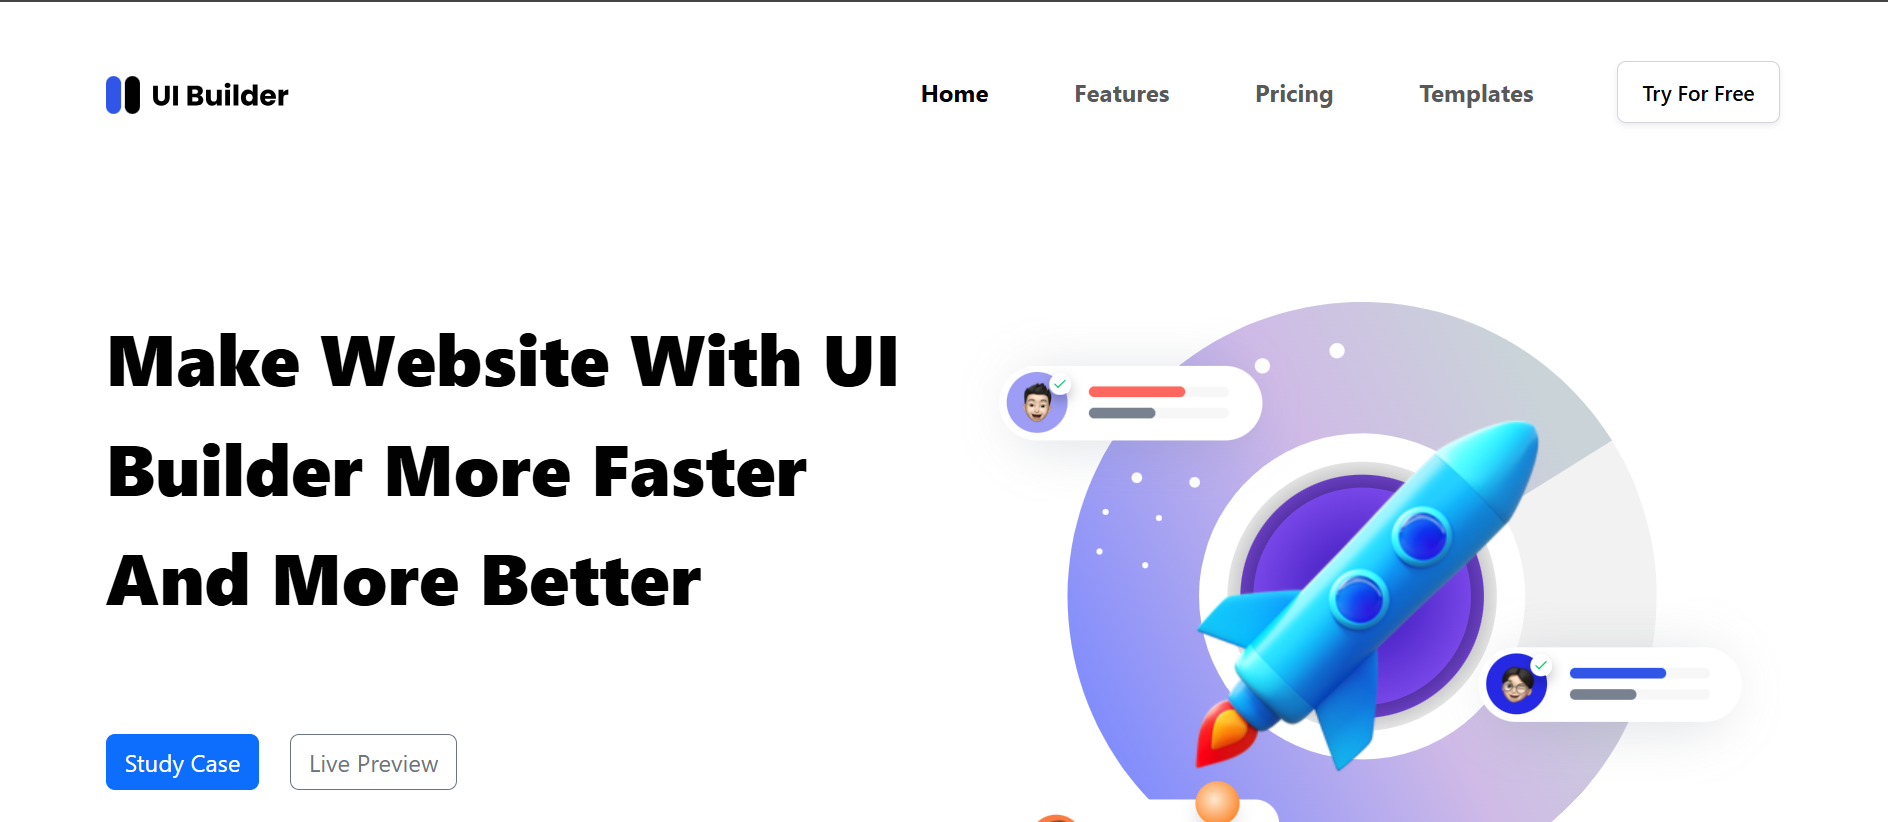 UI Builder
Home Features Pricing Templates Try For Free
Make Website With UI
Builder More Faster
And More Better
Study Case Live Preview